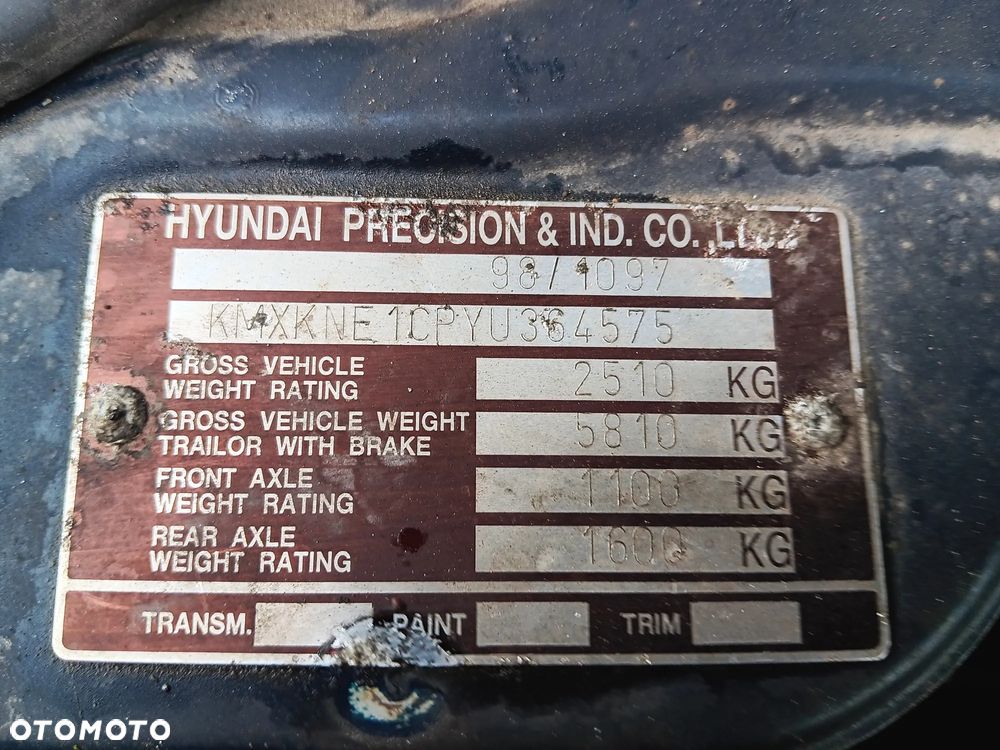 HYUNDAI PRECISION & IND. CO.,LTD.
98/1097
KMXKNE1CPYU364575
GROSS VEHICLE
WEIGHT RATING 2510 KG
GROSS VEHICLE WEIGHT
TRAILOR WITH BRAKE 5810 KG
FRONT AXLE
WEIGHT RATING 1100 KG
REAR AXLE
WEIGHT RATING 1600 KG
TRANSM. PAINT TRIM
OTOMOTO